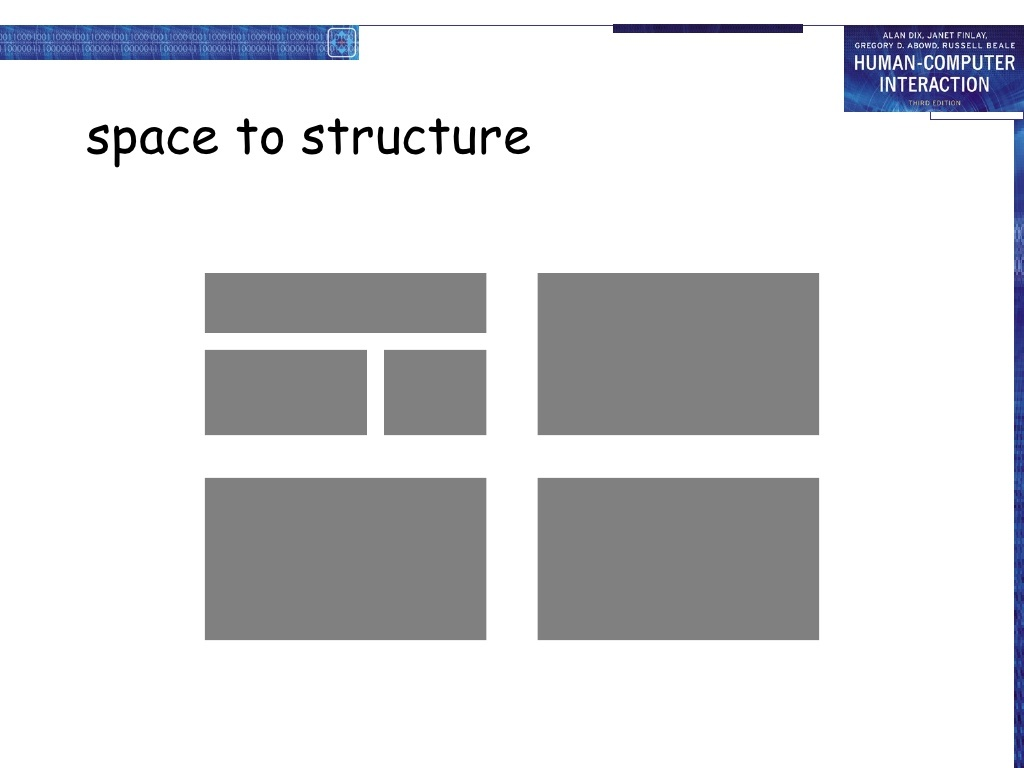 ALAN DIX, JANET FINLAY,
GREGORY D. ABOWD, RUSSELL BEALE
HUMAN-COMPUTER
INTERACTION
THIRD EDITION
space to structure